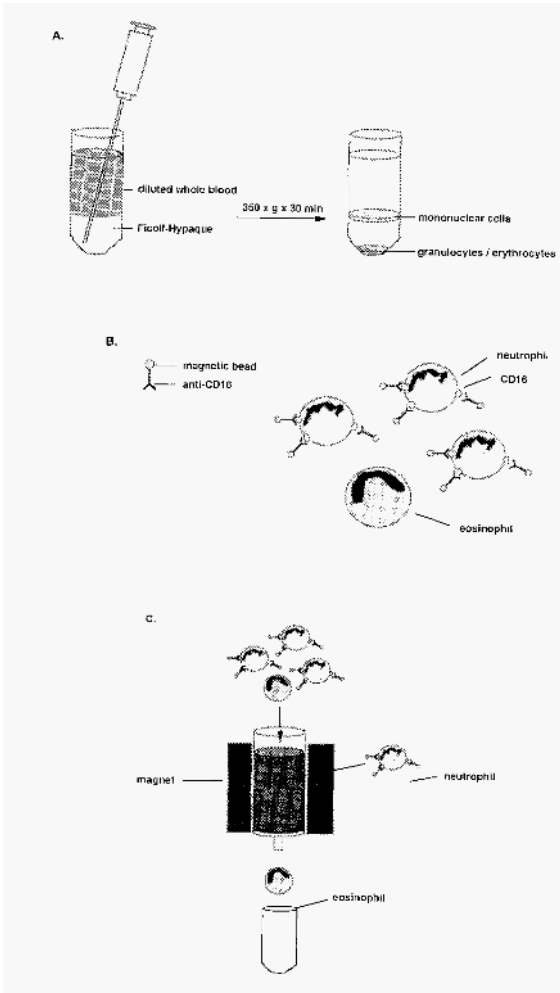 A.
diluted whole blood
Ficoll-Hypaque
350 x g x 30 min
mononuclear cells
granulocytes / erythrocytes
B.
magnetic bead
anti-CD16
neutrophil
CD16
eosinophil
C.
magnet
neutrophil
eosinophil